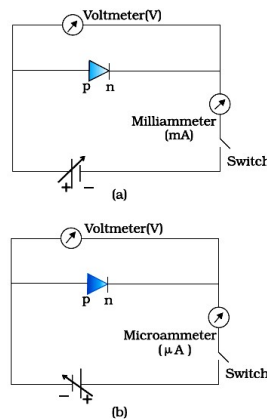 Voltmeter(V)
p n
Milliammeter
(mA)
Switch
+ −
(a)
Voltmeter(V)
p n
Microammeter
(μA)
Switch
− +
(b)